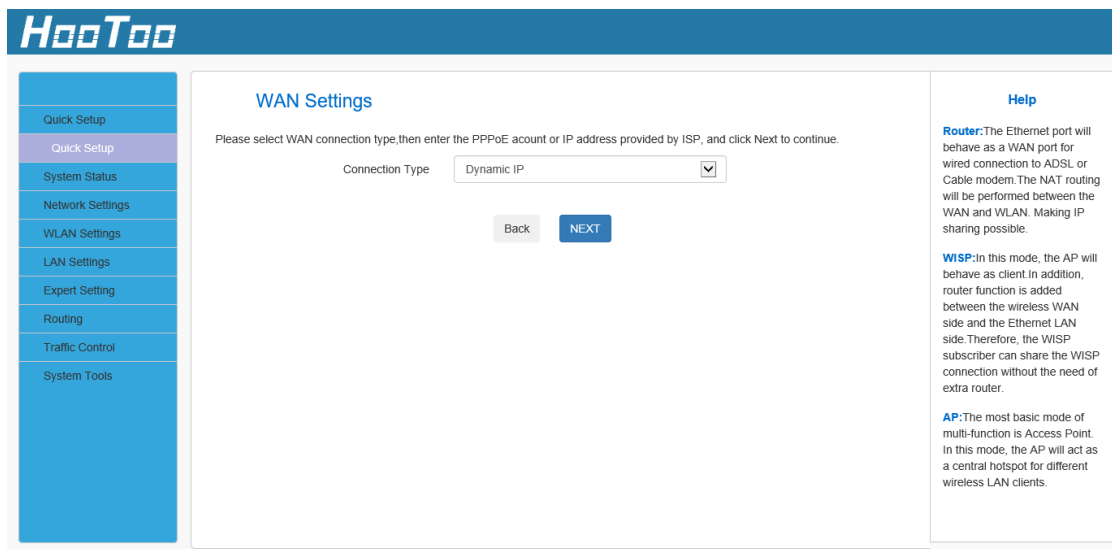 HooToo
Quick Setup
Quick Setup
System Status
Network Settings
WLAN Settings
LAN Settings
Expert Setting
Routing
Traffic Control
System Tools
WAN Settings
Please select WAN connection type,then enter the PPPoE acount or IP address provided by ISP, and click Next to continue.
Connection Type Dynamic IP
Back NEXT
Help
Router:The Ethernet port will
behave as a WAN port for
wired connection to ADSL or
Cable modem.The NAT routing
will be performed between the
WAN and WLAN. Making IP
sharing possible.
WISP:In this mode, the AP will
behave as client.In addition,
router function is added
between the wireless WAN
side and the Ethernet LAN
side.Therefore, the WISP
subscriber can share the WISP
connection without the need of
extra router.
AP:The most basic mode of
multi-function is Access Point.
In this mode, the AP will act as
a central hotspot for different
wireless LAN clients.